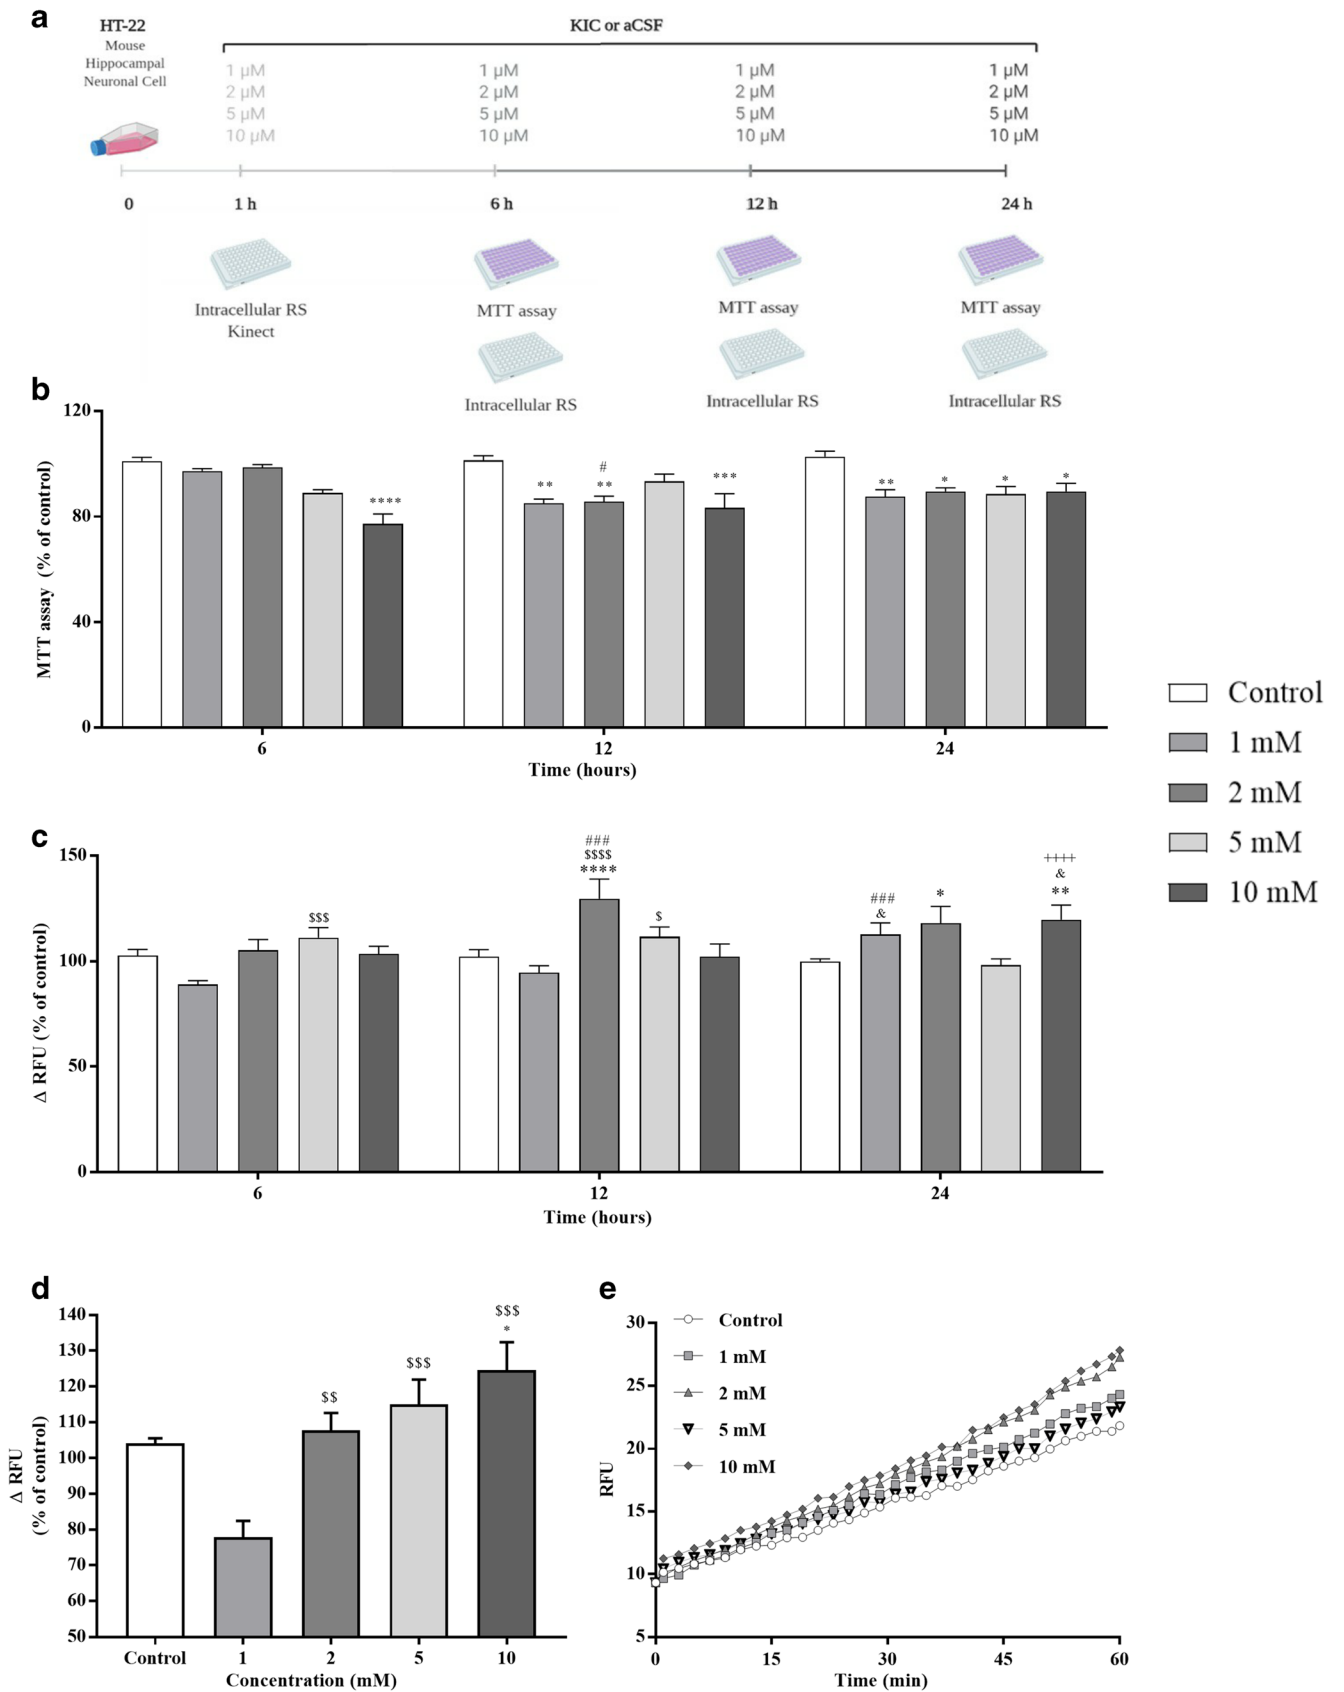 a
HT-22
Mouse
Hippocampal
Neuronal Cell
KIC or aCSF
1 µM 1 µM 1 µM 1 µM
2 µM 2 µM 2 µM 2 µM
5 µM 5 µM 5 µM 5 µM
10 µM 10 µM 10 µM 10 µM
0 1 h 6 h 12 h 24 h
Intracellular RS
Kinect
MTT assay MTT assay MTT assay
Intracellular RS Intracellular RS Intracellular RS
b
MTT assay (% of control)
120
80
40
0
****
**
#
**
***
**
*
*
*
6 12 24
Time (hours)
Control
1 mM
2 mM
5 mM
10 mM
c
Δ RFU (% of control)
150
100
50
0
$$$
###
$$$$
****
$
###
&
*
++++
&
**
6 12 24
Time (hours)
d
Δ RFU
(% of control)
140
130
120
110
100
90
80
70
60
50
$$
$$$
$$$
*
Control 1 2 5 10
Concentration (mM)
e
RFU
30
25
20
15
10
5
Control
1 mM
2 mM
5 mM
10 mM
0 15 30 45 60
Time (min)